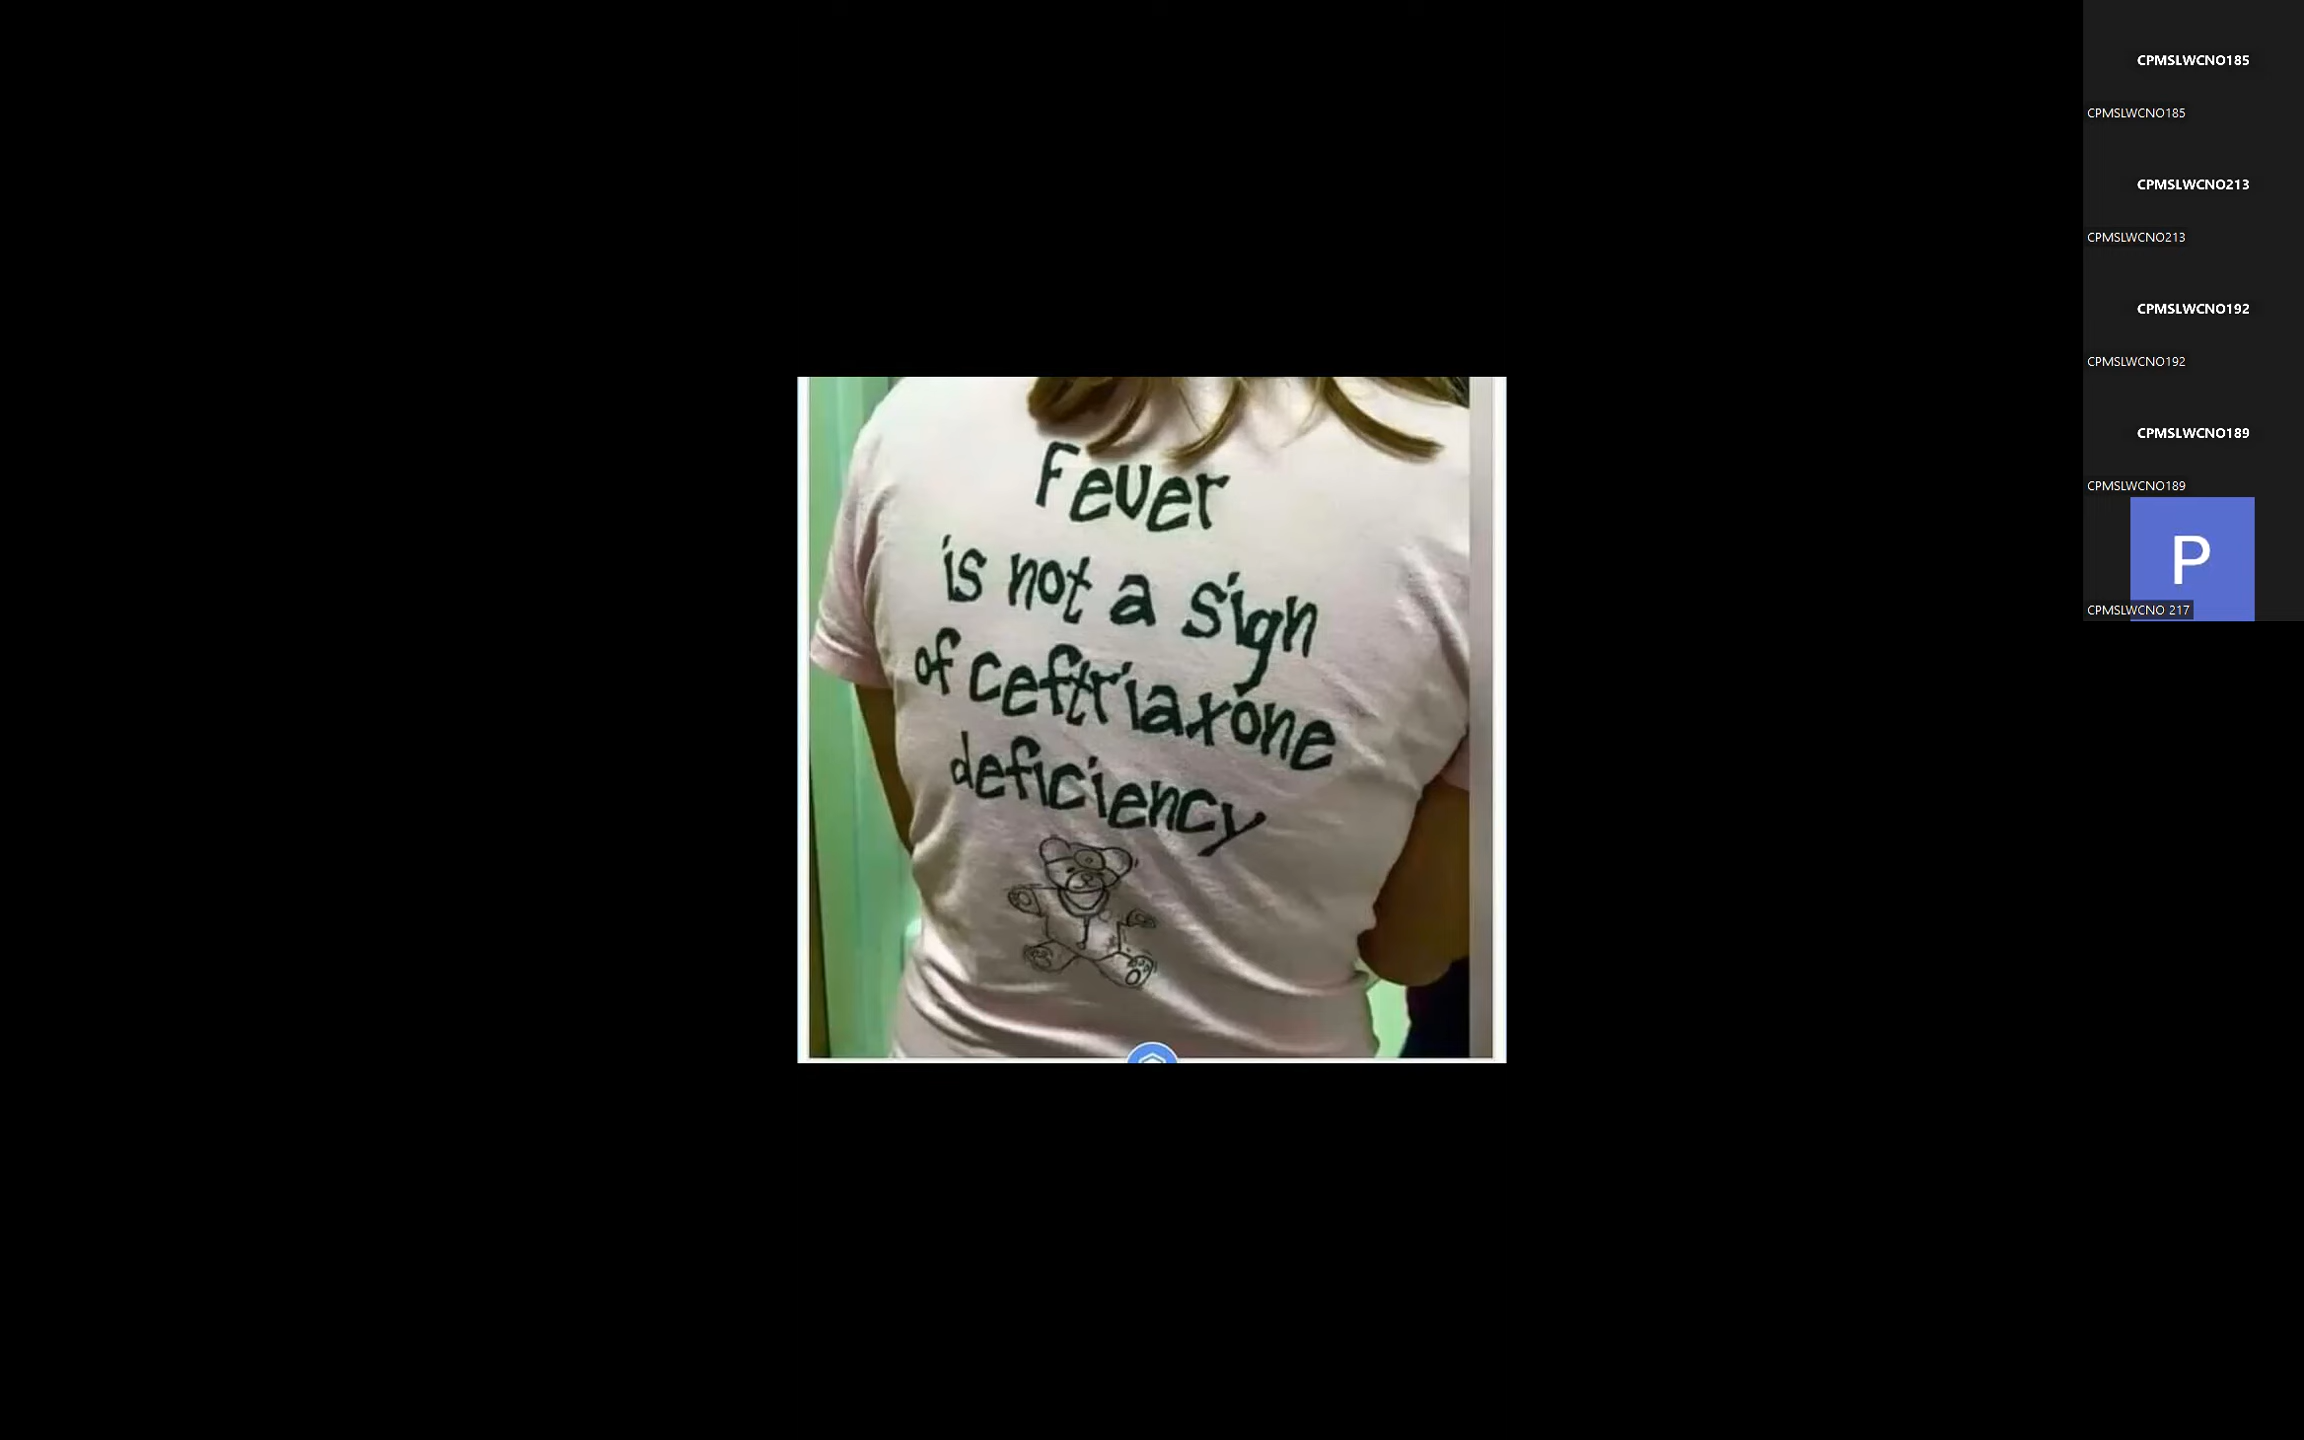 Fever
is not a sign
of ceftriaxone
deficiency
CPMSLWCNO185
CPMSLWCNO185
CPMSLWCNO213
CPMSLWCNO213
CPMSLWCNO192
CPMSLWCNO192
CPMSLWCNO189
CPMSLWCNO189
P
CPMSLWCNO 217